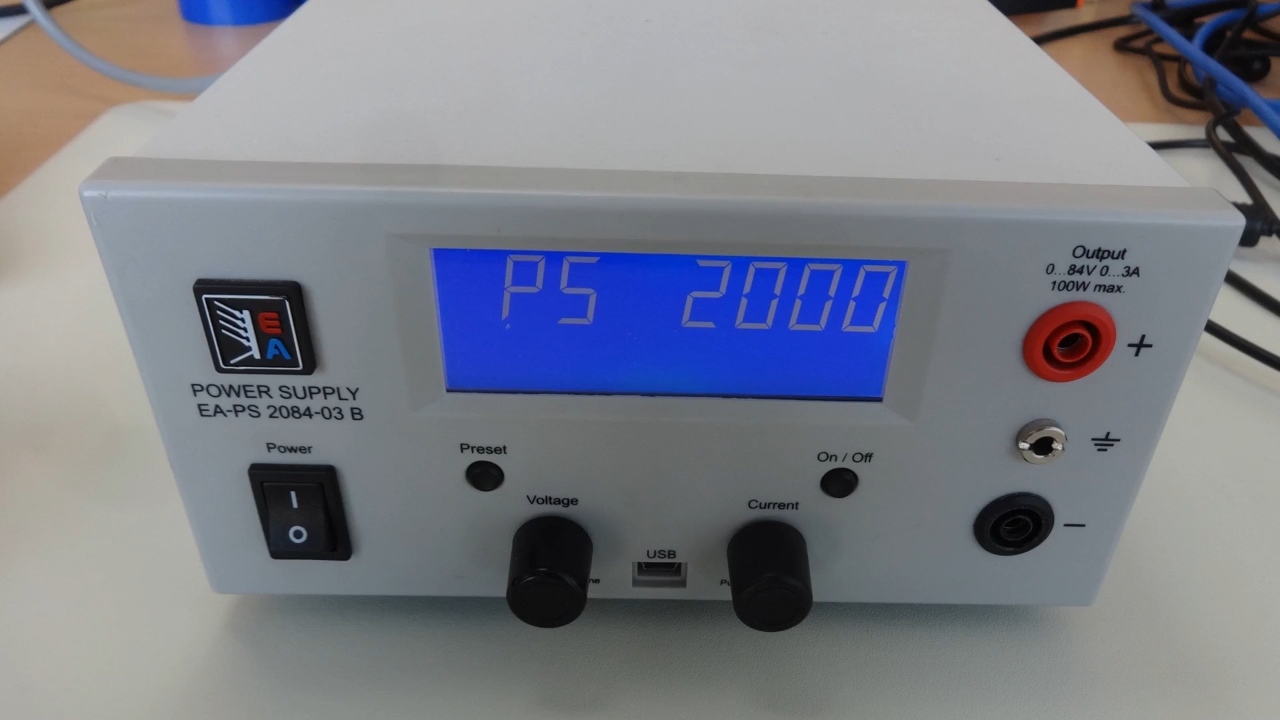 PS 2000
EA
POWER SUPPLY
EA-PS 2084-03 B
Power
I
O
Preset
Voltage
USB
Current
On / Off
Output
0...84V 0...3A
100W max.
+
−